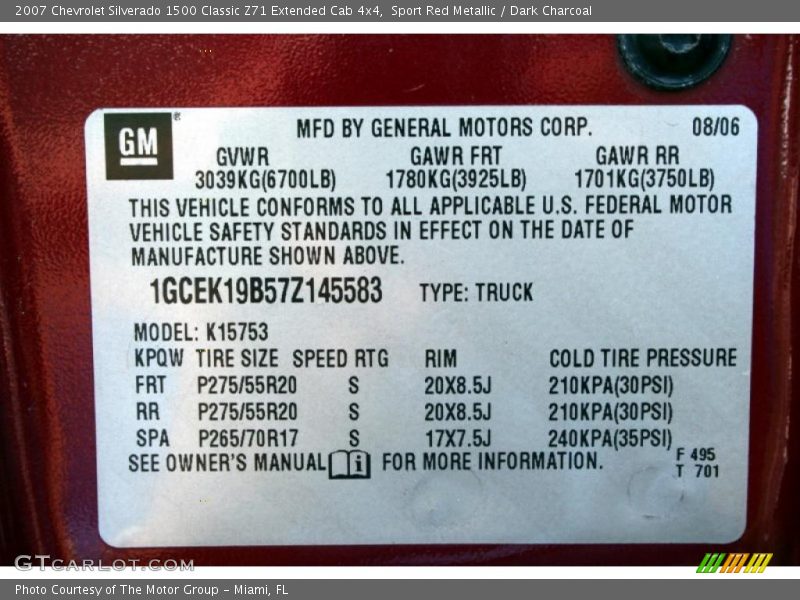 2007 Chevrolet Silverado 1500 Classic Z71 Extended Cab 4x4, Sport Red Metallic / Dark Charcoal
GM® MFD BY GENERAL MOTORS CORP. 08/06
GVWR GAWR FRT GAWR RR
3039KG(6700LB) 1780KG(3925LB) 1701KG(3750LB)
THIS VEHICLE CONFORMS TO ALL APPLICABLE U.S. FEDERAL MOTOR
VEHICLE SAFETY STANDARDS IN EFFECT ON THE DATE OF
MANUFACTURE SHOWN ABOVE.
1GCEK19B57Z145583 TYPE: TRUCK
MODEL: K15753
KPQW TIRE SIZE SPEED RTG RIM COLD TIRE PRESSURE
FRT P275/55R20 S 20X8.5J 210KPA(30PSI)
RR P275/55R20 S 20X8.5J 210KPA(30PSI)
SPA P265/70R17 S 17X7.5J 240KPA(35PSI)
SEE OWNER'S MANUAL i FOR MORE INFORMATION.
F 495
T 701
GTCARLOT.COM
Photo Courtesy of The Motor Group - Miami, FL